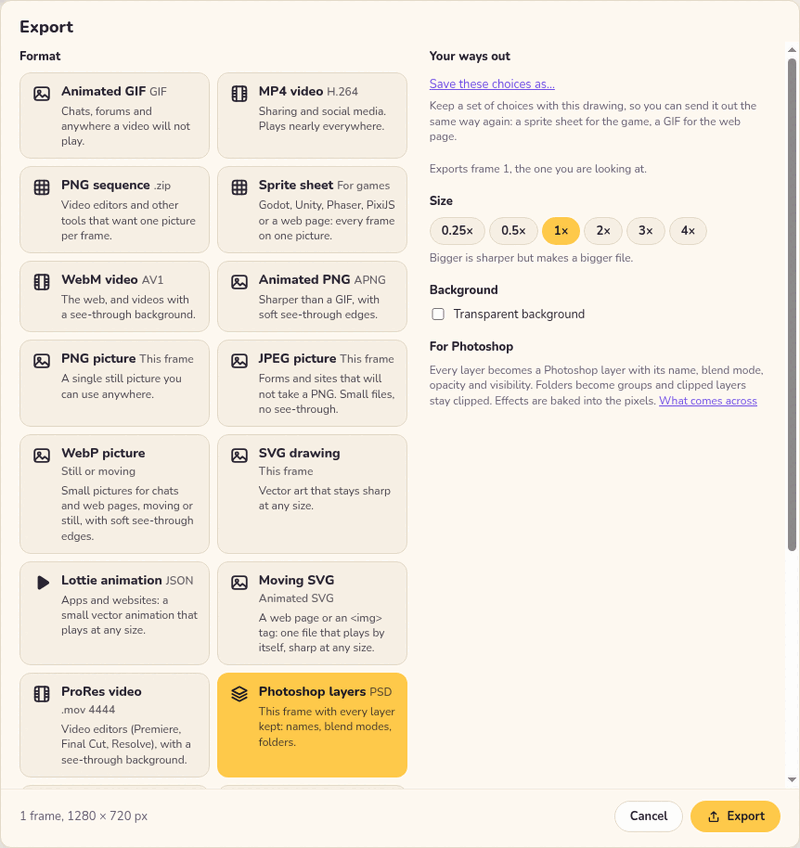 Export
Format
Animated GIF GIF
Chats, forums and
anywhere a video will not
play.
MP4 video H.264
Sharing and social media.
Plays nearly everywhere.
PNG sequence .zip
Video editors and other
tools that want one picture
per frame.
Sprite sheet For games
Godot, Unity, Phaser, PixiJS
or a web page: every frame
on one picture.
WebM video AV1
The web, and videos with
a see-through background.
Animated PNG APNG
Sharper than a GIF, with
soft see-through edges.
PNG picture This frame
A single still picture you
can use anywhere.
JPEG picture This frame
Forms and sites that will
not take a PNG. Small files,
no see-through.
WebP picture
Still or moving
Small pictures for chats
and web pages, moving or
still, with soft see-through
edges.
SVG drawing
This frame
Vector art that stays sharp
at any size.
Lottie animation JSON
Apps and websites: a
small vector animation that
plays at any size.
Moving SVG
Animated SVG
A web page or an <img>
tag: one file that plays by
itself, sharp at any size.
ProRes video
.mov 4444
Video editors (Premiere,
Final Cut, Resolve), with a
see-through background.
Photoshop layers PSD
This frame with every layer
kept: names, blend modes,
folders.
Your ways out
Save these choices as...
Keep a set of choices with this drawing, so you can send it out the
same way again: a sprite sheet for the game, a GIF for the web
page.
Exports frame 1, the one you are looking at.
Size
0.25× 0.5× 1× 2× 3× 4×
Bigger is sharper but makes a bigger file.
Background
Transparent background
For Photoshop
Every layer becomes a Photoshop layer with its name, blend mode,
opacity and visibility. Folders become groups and clipped layers
stay clipped. Effects are baked into the pixels. What comes across
1 frame, 1280 × 720 px
Cancel
Export